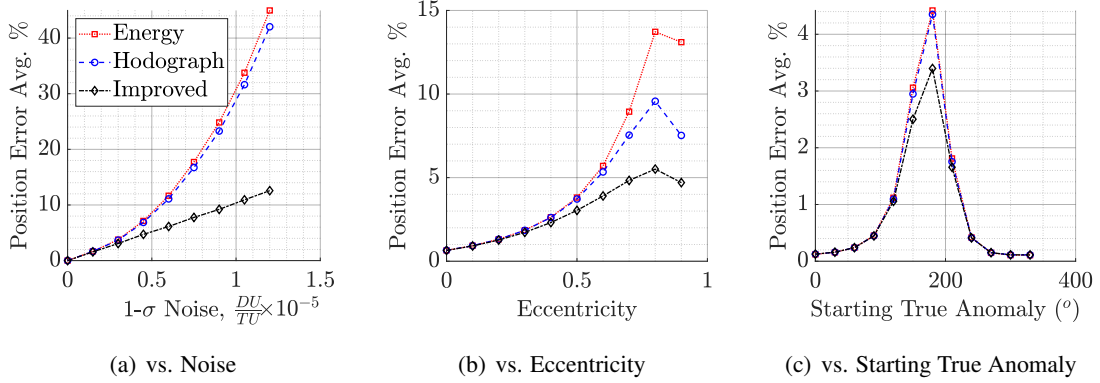 Position Error Avg. %
45
30
20
10
0
Energy
Hodograph
Improved
0
0.5
1
1.5
1-σ Noise, DU/TU ×10⁻⁵
(a) vs. Noise
Position Error Avg. %
15
10
5
0
0
0.5
1
Eccentricity
(b) vs. Eccentricity
Position Error Avg. %
4
3
2
1
0
0
200
400
Starting True Anomaly (°)
(c) vs. Starting True Anomaly